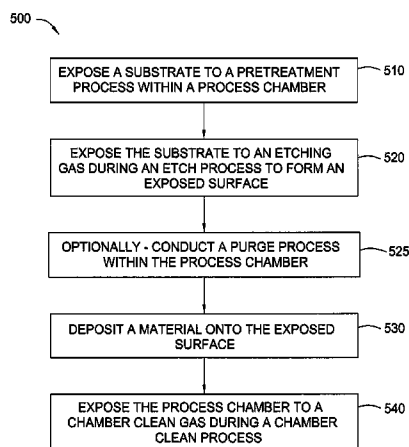 500
EXPOSE A SUBSTRATE TO A PRETREATMENT
PROCESS WITHIN A PROCESS CHAMBER
510
EXPOSE THE SUBSTRATE TO AN ETCHING
GAS DURING AN ETCH PROCESS TO FORM AN
EXPOSED SURFACE
520
OPTIONALLY - CONDUCT A PURGE PROCESS
WITHIN THE PROCESS CHAMBER
525
DEPOSIT A MATERIAL ONTO THE EXPOSED
SURFACE
530
EXPOSE THE PROCESS CHAMBER TO A
CHAMBER CLEAN GAS DURING A CHAMBER
CLEAN PROCESS
540